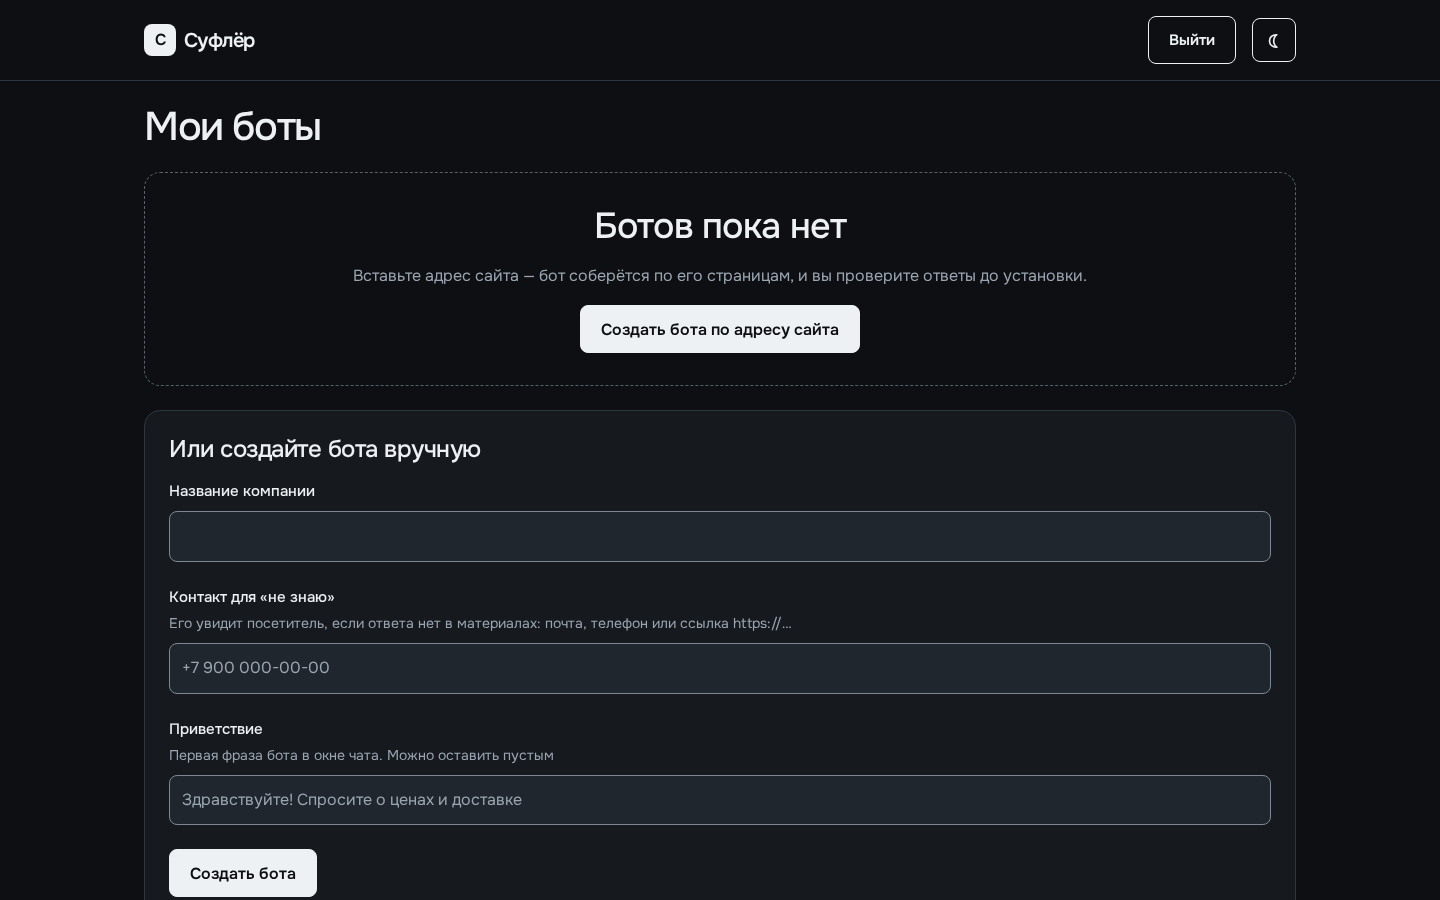 С Суфлёр
Выйти
Мои боты
Ботов пока нет
Вставьте адрес сайта — бот соберётся по его страницам, и вы проверите ответы до установки.
Создать бота по адресу сайта
Или создайте бота вручную
Название компании
Контакт для «не знаю»
Его увидит посетитель, если ответа нет в материалах: почта, телефон или ссылка https://…
+7 900 000-00-00
Приветствие
Первая фраза бота в окне чата. Можно оставить пустым
Здравствуйте! Спросите о ценах и доставке
Создать бота